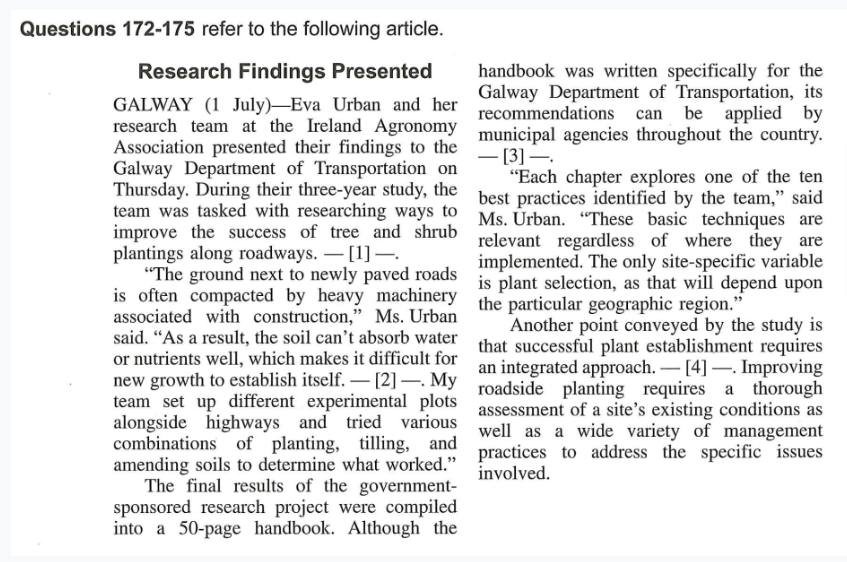 Questions 172-175 refer to the following article.
Research Findings Presented
GALWAY (1 July)—Eva Urban and her
research team at the Ireland Agronomy
Association presented their findings to the
Galway Department of Transportation on
Thursday. During their three-year study, the
team was tasked with researching ways to
improve the success of tree and shrub
plantings along roadways. — [1] —.
“The ground next to newly paved roads
is often compacted by heavy machinery
associated with construction,” Ms. Urban
said. “As a result, the soil can’t absorb water
or nutrients well, which makes it difficult for
new growth to establish itself. — [2] —. My
team set up different experimental plots
alongside highways and tried various
combinations of planting, tilling, and
amending soils to determine what worked.”
The final results of the government-
sponsored research project were compiled
into a 50-page handbook. Although the
handbook was written specifically for the
Galway Department of Transportation, its
recommendations can be applied by
municipal agencies throughout the country.
— [3] —.
“Each chapter explores one of the ten
best practices identified by the team,” said
Ms. Urban. “These basic techniques are
relevant regardless of where they are
implemented. The only site-specific variable
is plant selection, as that will depend upon
the particular geographic region.”
Another point conveyed by the study is
that successful plant establishment requires
an integrated approach. — [4] —. Improving
roadside planting requires a thorough
assessment of a site’s existing conditions as
well as a wide variety of management
practices to address the specific issues
involved.